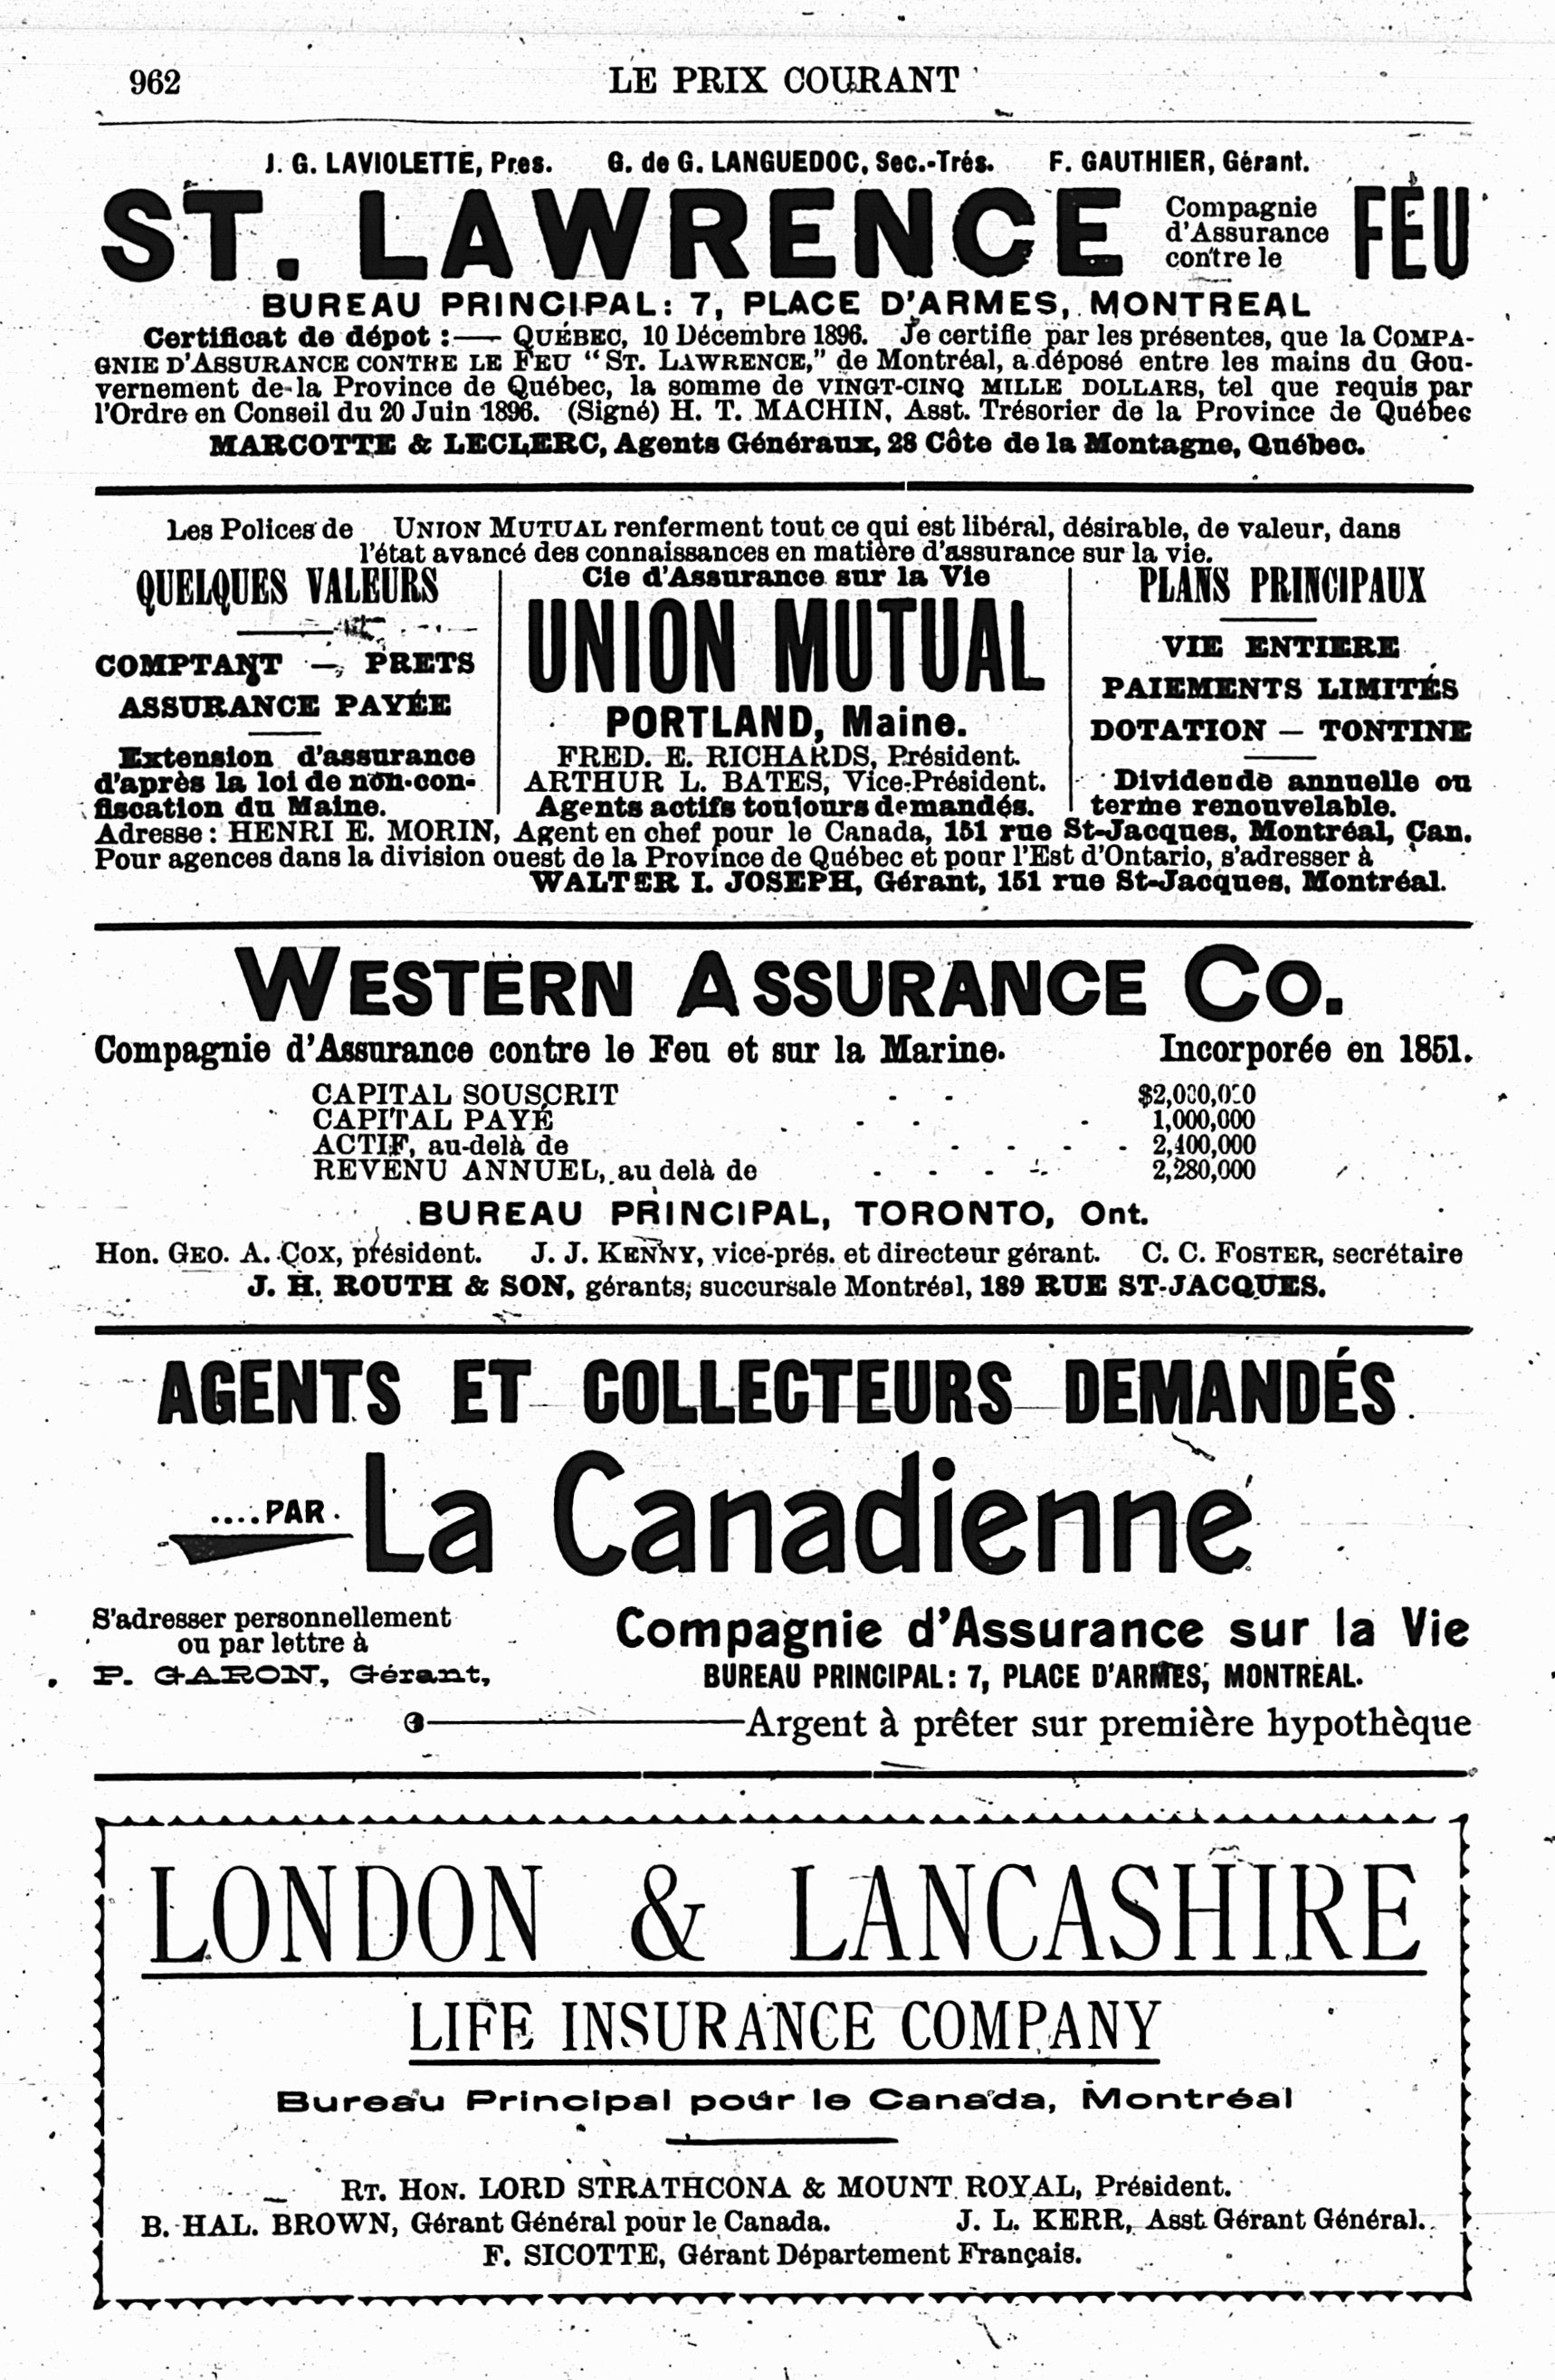 962
LE PRIX COURANT
J. G. LAVIOLETTE, Pres. G. de G. LANGUEDOC, Sec.-Trés. F. GAUTHIER, Gérant.
ST. LAWRENCE
Compagnie
d'Assurance
contre le
FEU
BUREAU PRINCIPAL: 7, PLACE D'ARMES, MONTREAL
Certificat de dépot :— QUÉBEC, 10 Décembre 1896. Je certifie par les présentes, que la COMPA-
GNIE D'ASSURANCE CONTRE LE FEU "ST. LAWRENCE," de Montréal, a déposé entre les mains du Gou-
vernement de la Province de Québec, la somme de VINGT-CINQ MILLE DOLLARS, tel que requis par
l'Ordre en Conseil du 20 Juin 1896. (Signé) H. T. MACHIN, Asst. Trésorier de la Province de Québec
MARCOTTE & LECLERC, Agents Généraux, 28 Côte de la Montagne, Québec.
Les Polices de UNION MUTUAL renferment tout ce qui est libéral, désirable, de valeur, dans
l'état avancé des connaissances en matière d'assurance sur la vie.
QUELQUES VALEURS
COMPTANT — PRETS
ASSURANCE PAYÉE
Extension d'assurance
d'après la loi de non-con-
fiscation du Maine.
Cie d'Assurance sur la Vie
UNION MUTUAL
PORTLAND, Maine.
FRED. E. RICHARDS, Président.
ARTHUR L. BATES, Vice-Président.
Agents actifs toujours demandés.
PLANS PRINCIPAUX
VIE ENTIERE
PAIEMENTS LIMITÉS
DOTATION — TONTINE
Dividende annuelle ou
terme renouvelable.
Adresse: HENRI E. MORIN, Agent en chef pour le Canada, 151 rue St-Jacques, Montréal, Can.
Pour agences dans la division ouest de la Province de Québec et pour l'Est d'Ontario, s'adresser à
WALTER I. JOSEPH, Gérant, 151 rue St-Jacques, Montréal.
WESTERN ASSURANCE CO.
Compagnie d'Assurance contre le Feu et sur la Marine. Incorporée en 1851.
CAPITAL SOUSCRIT - - $2,000,000
CAPITAL PAYÉ - - - 1,000,000
ACTIF, au-delà de - - - - 2,400,000
REVENU ANNUEL, au delà de - - - - 2,280,000
BUREAU PRINCIPAL, TORONTO, Ont.
Hon. GEO. A. COX, président. J. J. KENNY, vice-prés. et directeur gérant. C. C. FOSTER, secrétaire
J. H. ROUTH & SON, gérants, succursale Montréal, 189 RUE ST-JACQUES.
AGENTS ET COLLECTEURS DEMANDÉS
....PAR La Canadienne
S'adresser personnellement
ou par lettre à
P. GARON, Gérant,
Compagnie d'Assurance sur la Vie
BUREAU PRINCIPAL: 7, PLACE D'ARMES, MONTREAL.
Argent à prêter sur première hypothèque
LONDON & LANCASHIRE
LIFE INSURANCE COMPANY
Bureau Principal pour le Canada, Montréal
RT. HON. LORD STRATHCONA & MOUNT ROYAL, Président.
B. HAL. BROWN, Gérant Général pour le Canada. J. L. KERR, Asst Gérant Général.
F. SICOTTE, Gérant Département Français.